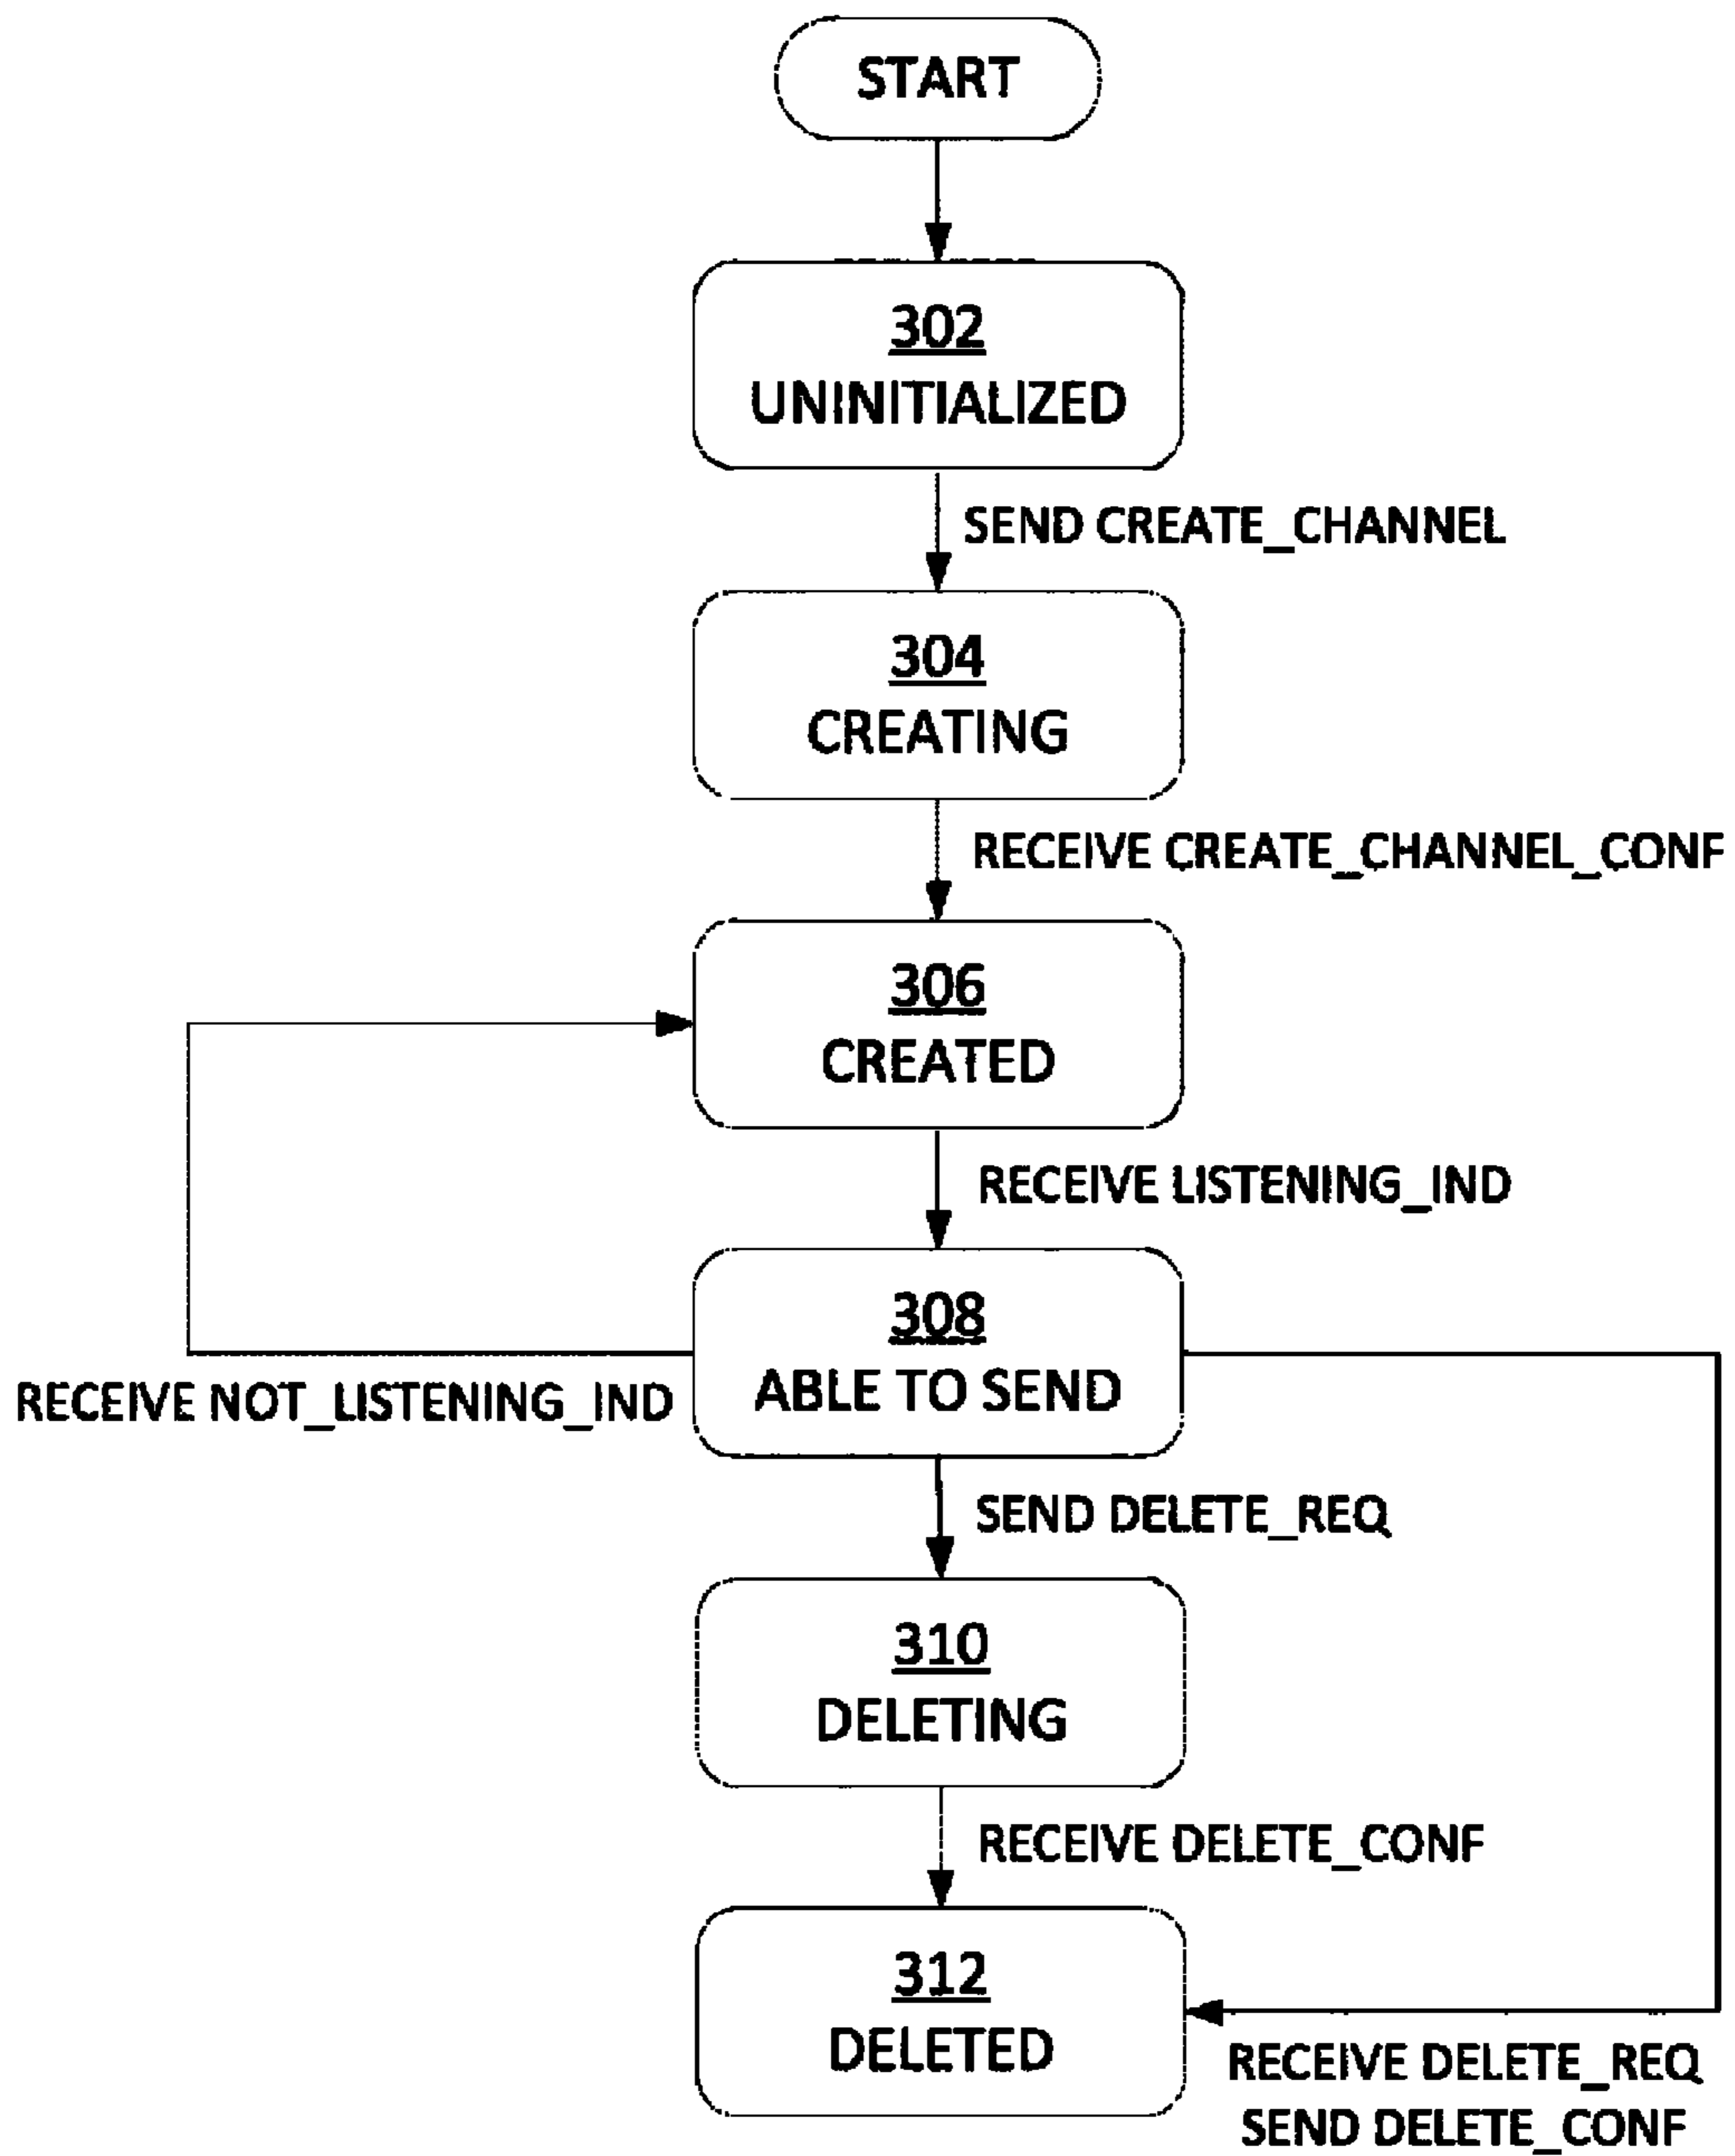 START
302
UNINITIALIZED
SEND CREATE_CHANNEL
304
CREATING
RECEIVE CREATE_CHANNEL_CONF
306
CREATED
RECEIVE LISTENING_IND
308
ABLE TO SEND
RECEIVE NOT_LISTENING_IND
SEND DELETE_REQ
310
DELETING
RECEIVE DELETE_CONF
312
DELETED
RECEIVE DELETE_REQ
SEND DELETE_CONF